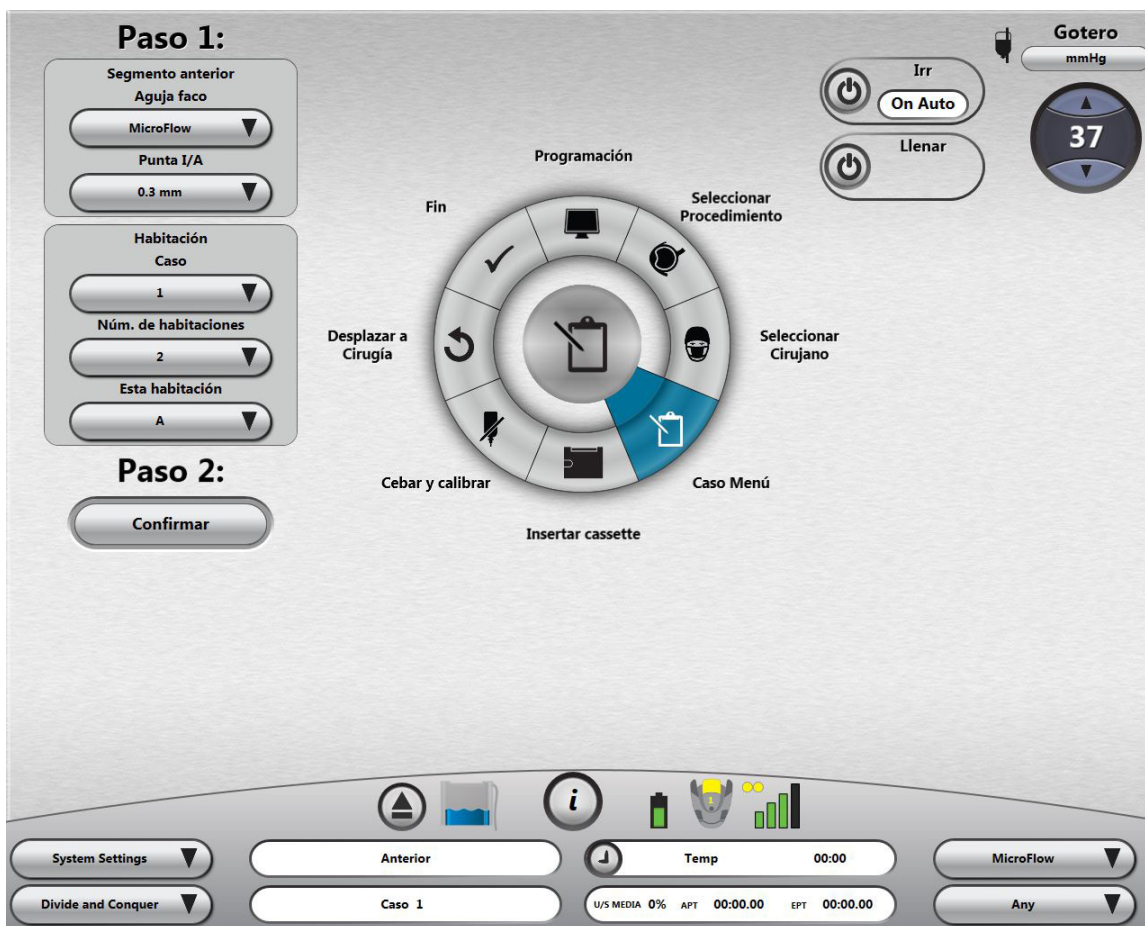 Paso 1:
Segmento anterior
Aguja faco
MicroFlow
Punta I/A
0.3 mm
Habitación
Caso
1
Núm. de habitaciones
2
Esta habitación
A
Paso 2:
Confirmar
Programación
Seleccionar
Procedimiento
Seleccionar
Cirujano
Caso Menú
Insertar cassette
Cebar y calibrar
Desplazar a
Cirugía
Fin
Irr
On Auto
Llenar
Gotero
mmHg
37
i
1
System Settings
Anterior
Temp 00:00
MicroFlow
Divide and Conquer
Caso 1
U/S MEDIA 0% APT 00:00.00 EPT 00:00.00
Any